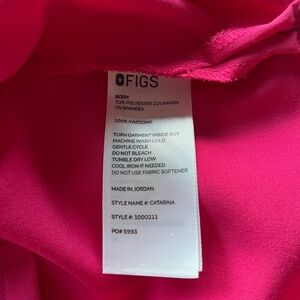 FIGS
BODY:
72% POLYESTER 21% RAYON
7% SPANDEX
100% AWESOME
TURN GARMENT INSIDE OUT
MACHINE WASH COLD
GENTLE CYCLE
DO NOT BLEACH
TUMBLE DRY LOW
COOL IRON IF NEEDED
DO NOT USE FABRIC SOFTENER
MADE IN JORDAN
STYLE NAME #: CATARINA
STYLE #: 1000211
PO# 5993